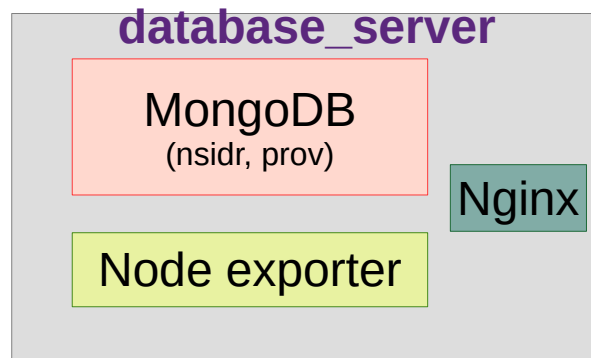 database_server
MongoDB
(nsidr, prov)
Nginx
Node exporter